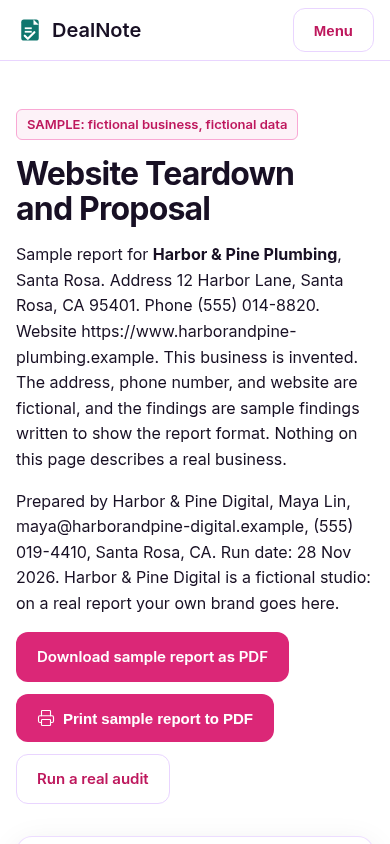 DealNote
Menu
SAMPLE: fictional business, fictional data
Website Teardown
and Proposal
Sample report for Harbor & Pine Plumbing,
Santa Rosa. Address 12 Harbor Lane, Santa
Rosa, CA 95401. Phone (555) 014-8820.
Website https://www.harborandpine-
plumbing.example. This business is invented.
The address, phone number, and website are
fictional, and the findings are sample findings
written to show the report format. Nothing on
this page describes a real business.
Prepared by Harbor & Pine Digital, Maya Lin,
maya@harborandpine-digital.example, (555)
019-4410, Santa Rosa, CA. Run date: 28 Nov
2026. Harbor & Pine Digital is a fictional studio:
on a real report your own brand goes here.
Download sample report as PDF
Print sample report to PDF
Run a real audit